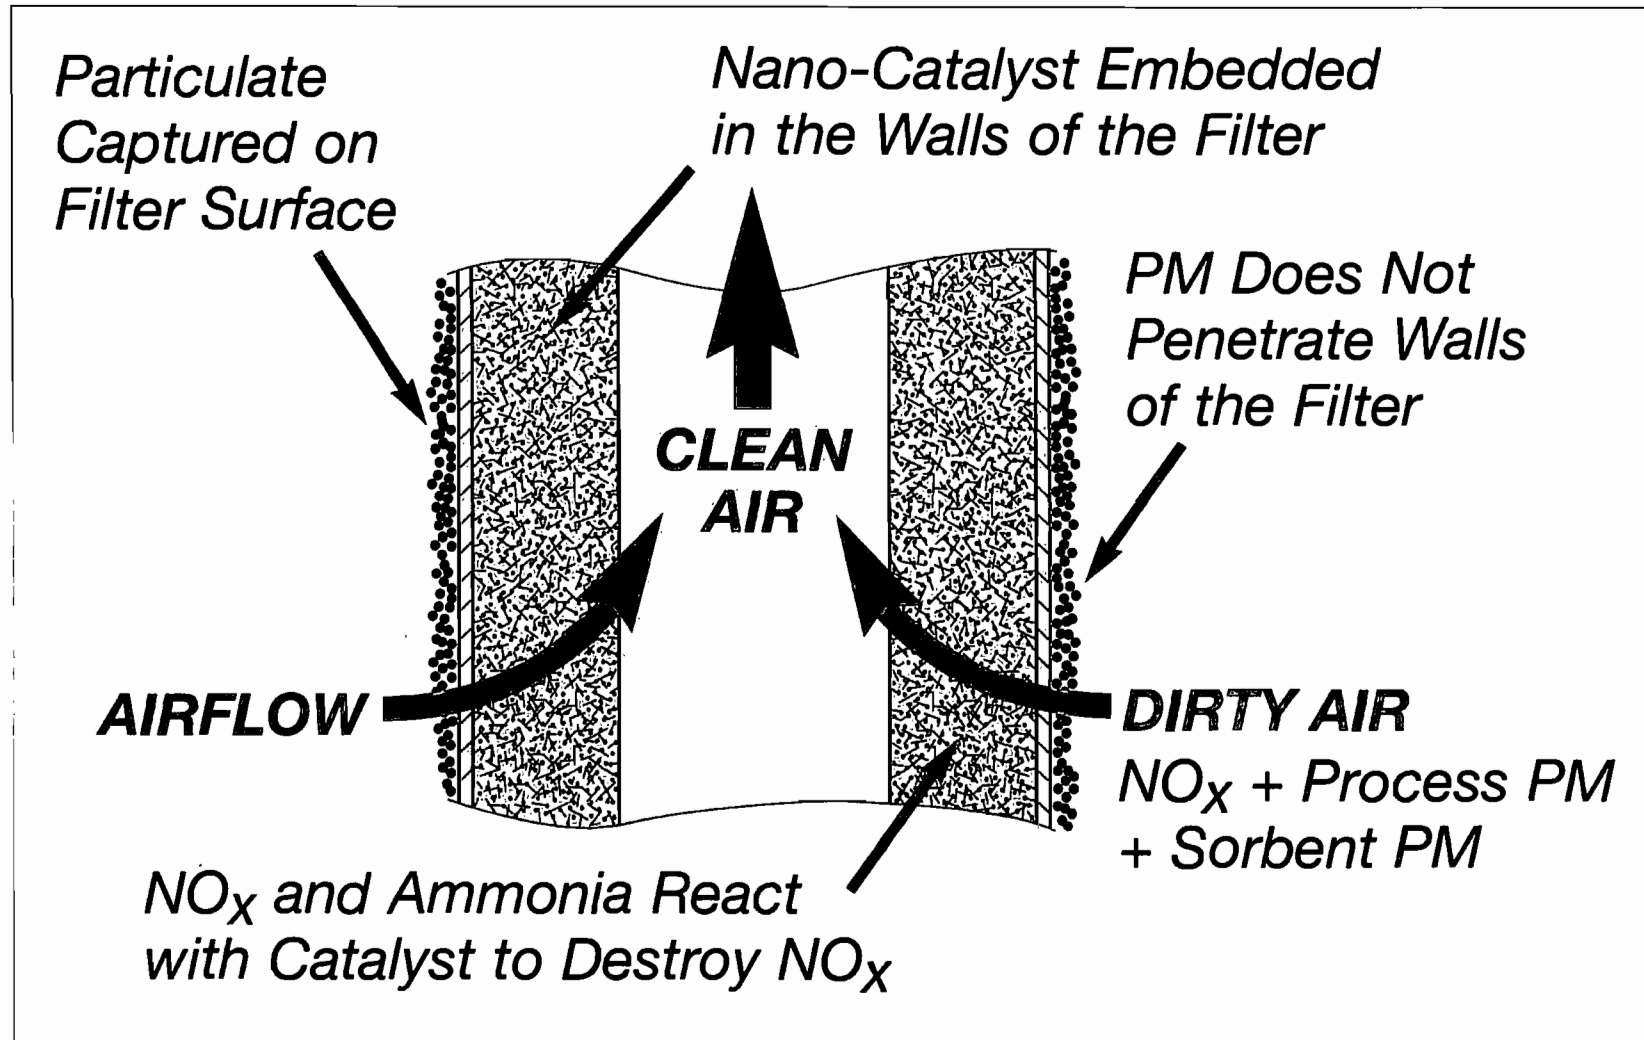 Particulate
Captured on
Filter Surface
Nano-Catalyst Embedded
in the Walls of the Filter
PM Does Not
Penetrate Walls
of the Filter
CLEAN
AIR
AIRFLOW
DIRTY AIR
NOx + Process PM
+ Sorbent PM
NOx and Ammonia React
with Catalyst to Destroy NOx